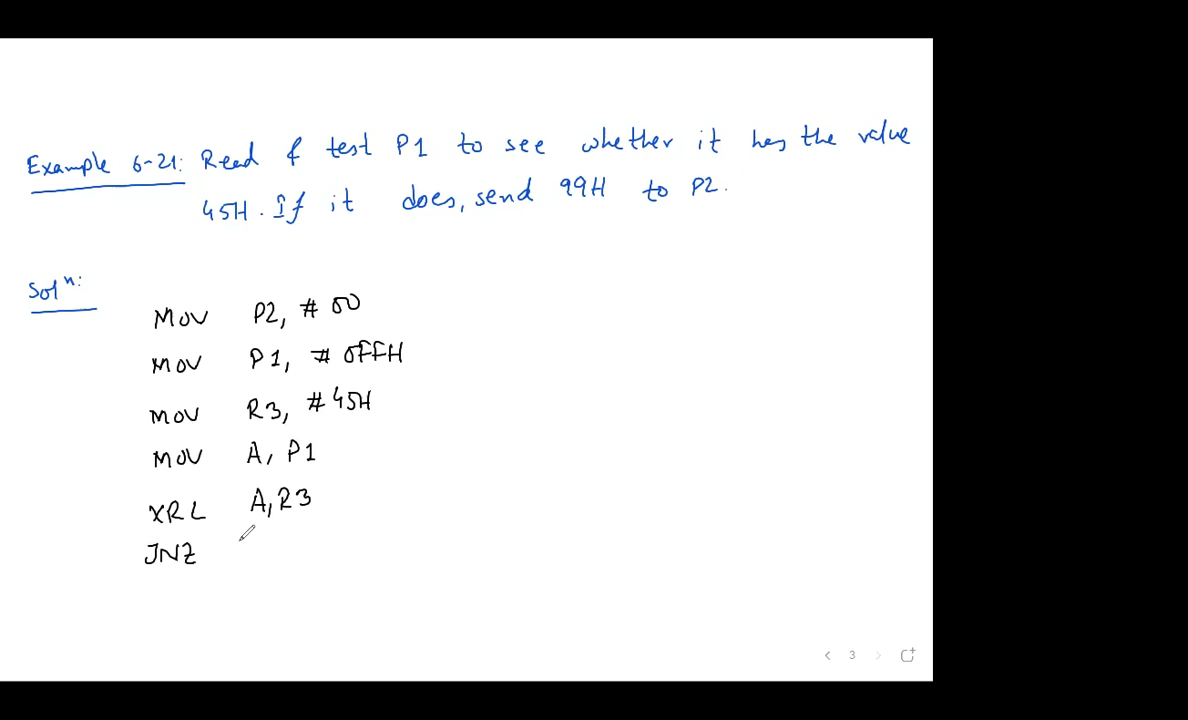 Example 6-21: Read & test P1 to see whether it has the value
45H. If it does, send 99H to P2.
Solⁿ:
MOV P2, # 00
MOV P1, # 0FFH
MOV R3, #45H
MOV A, P1
XRL A, R3
JNZ
< 3 >